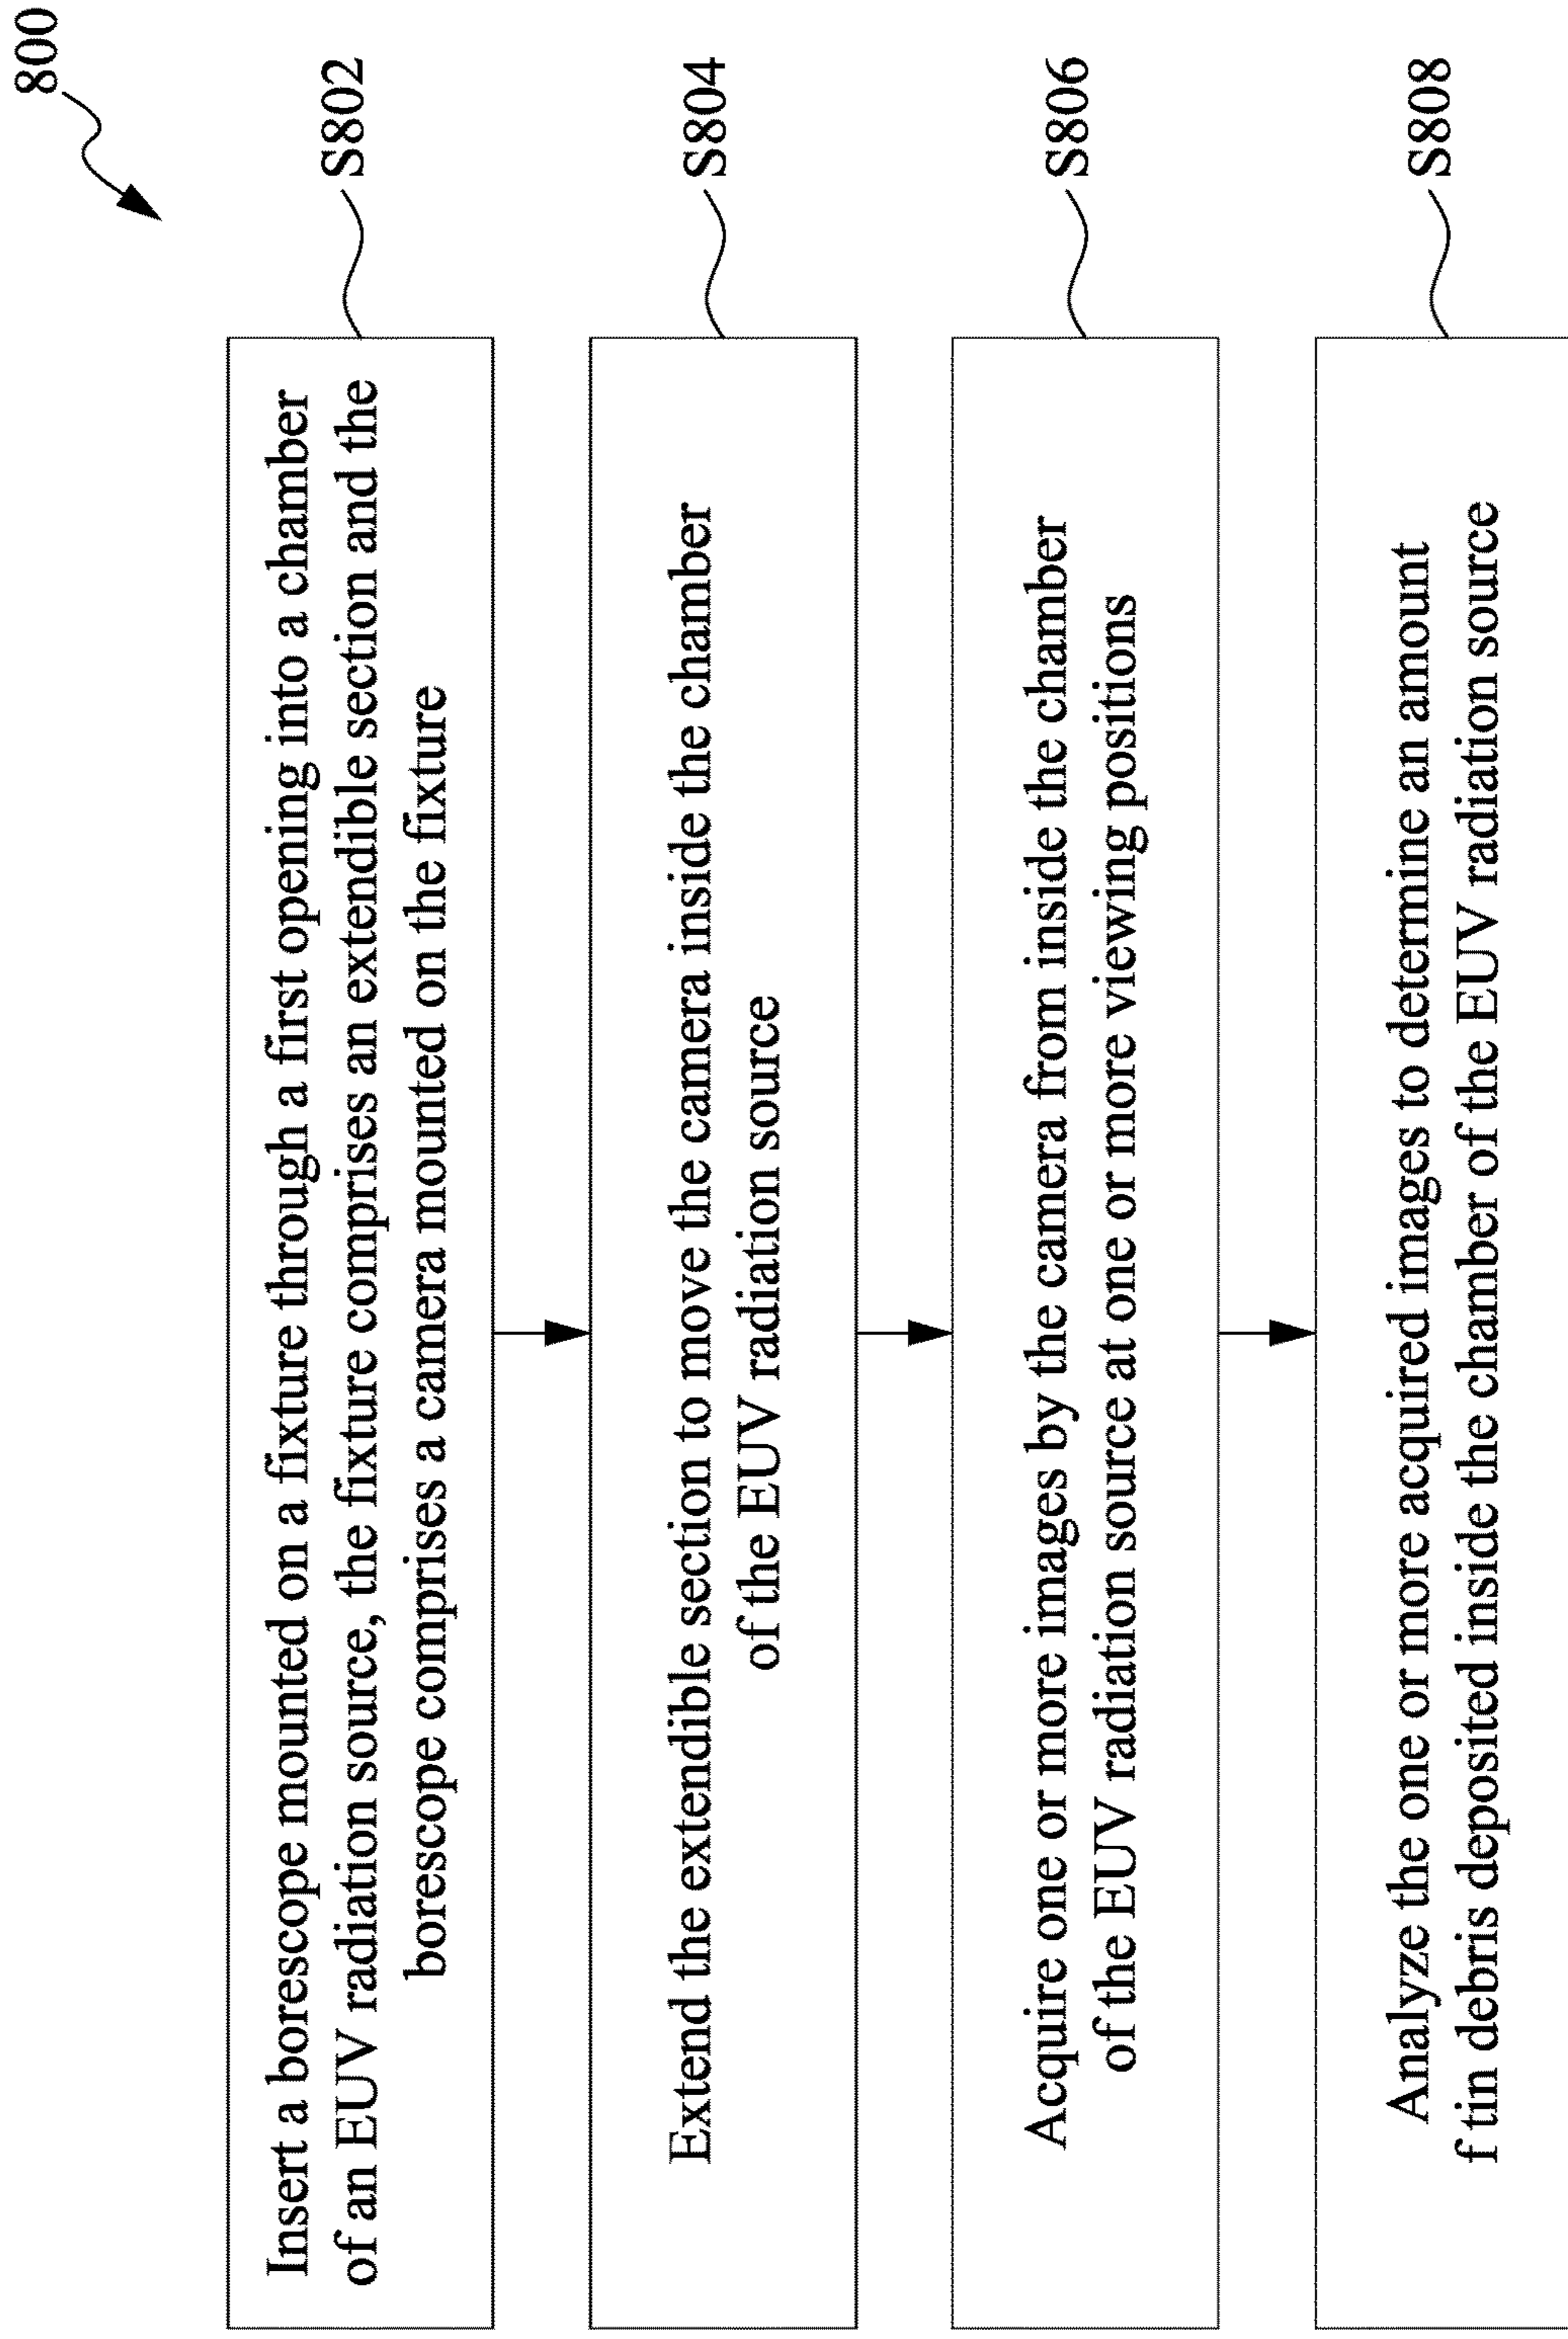 800
Insert a borescope mounted on a fixture through a first opening into a chamber
of an EUV radiation source, the fixture comprises an extendible section and the
borescope comprises a camera mounted on the fixture
S802
Extend the extendible section to move the camera inside the chamber
of the EUV radiation source
S804
Acquire one or more images by the camera from inside the chamber
of the EUV radiation source at one or more viewing positions
S806
Analyze the one or more acquired images to determine an amount
f tin debris deposited inside the chamber of the EUV radiation source
S808